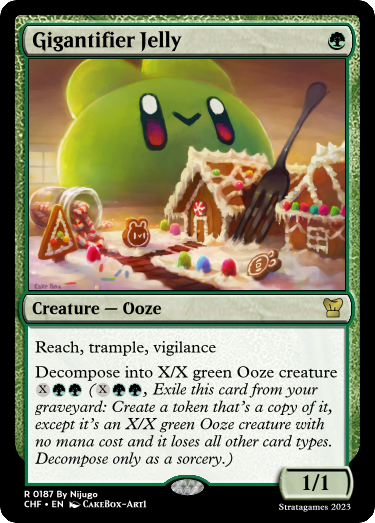 Gigantifier Jelly
Creature — Ooze
Reach, trample, vigilance
Decompose into X/X green Ooze creature
X (X, Exile this card from your
graveyard: Create a token that's a copy of it,
except it's an X/X green Ooze creature with
no mana cost and it loses all other card types.
Decompose only as a sorcery.)
1/1
R 0187 By Nijugo
CHF • EN CakeBox-Art1
Stratagames 2023